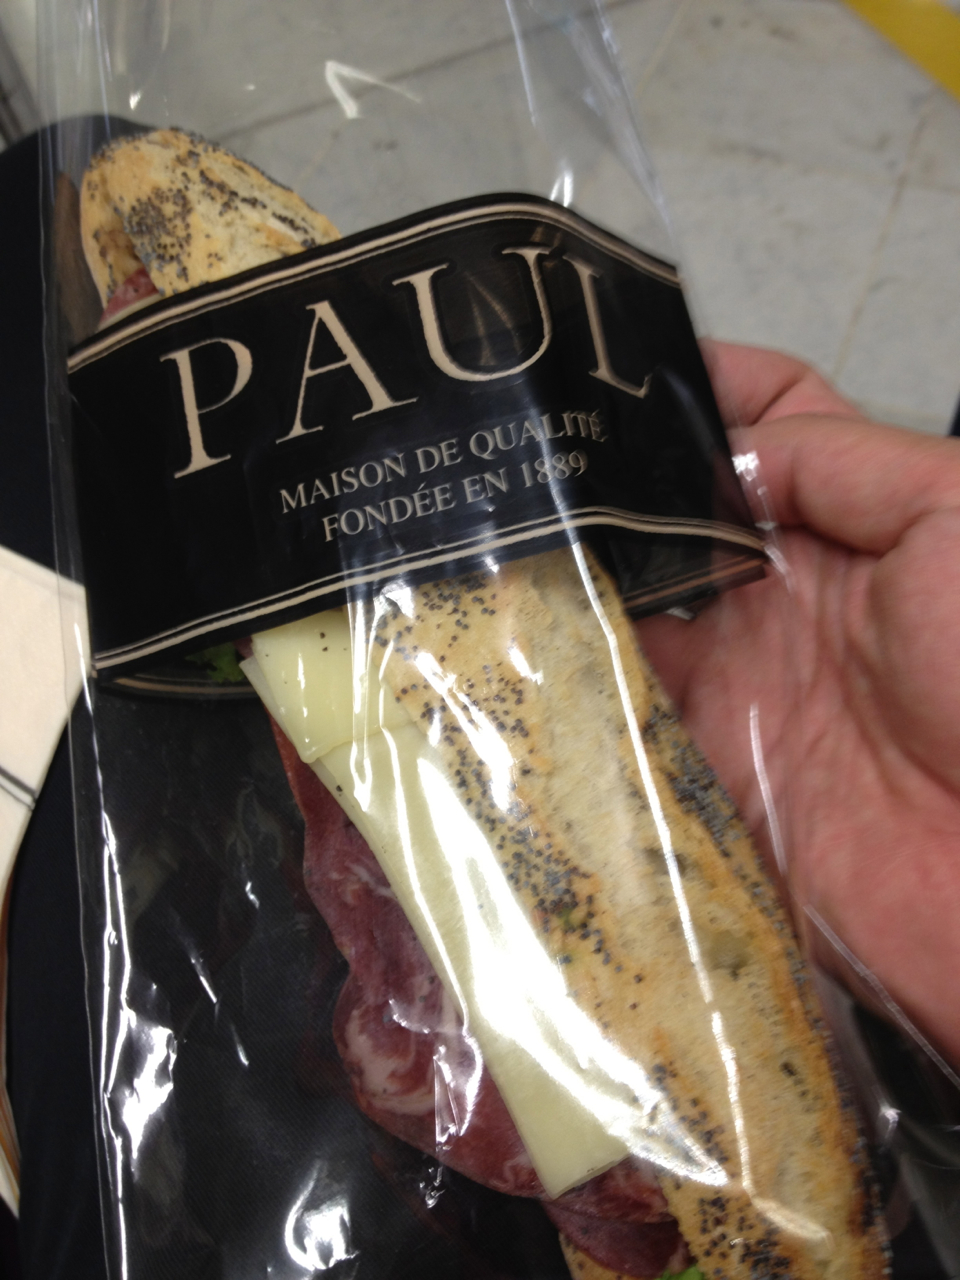 PAUL
MAISON DE QUALITÉ
FONDÉE EN 1889